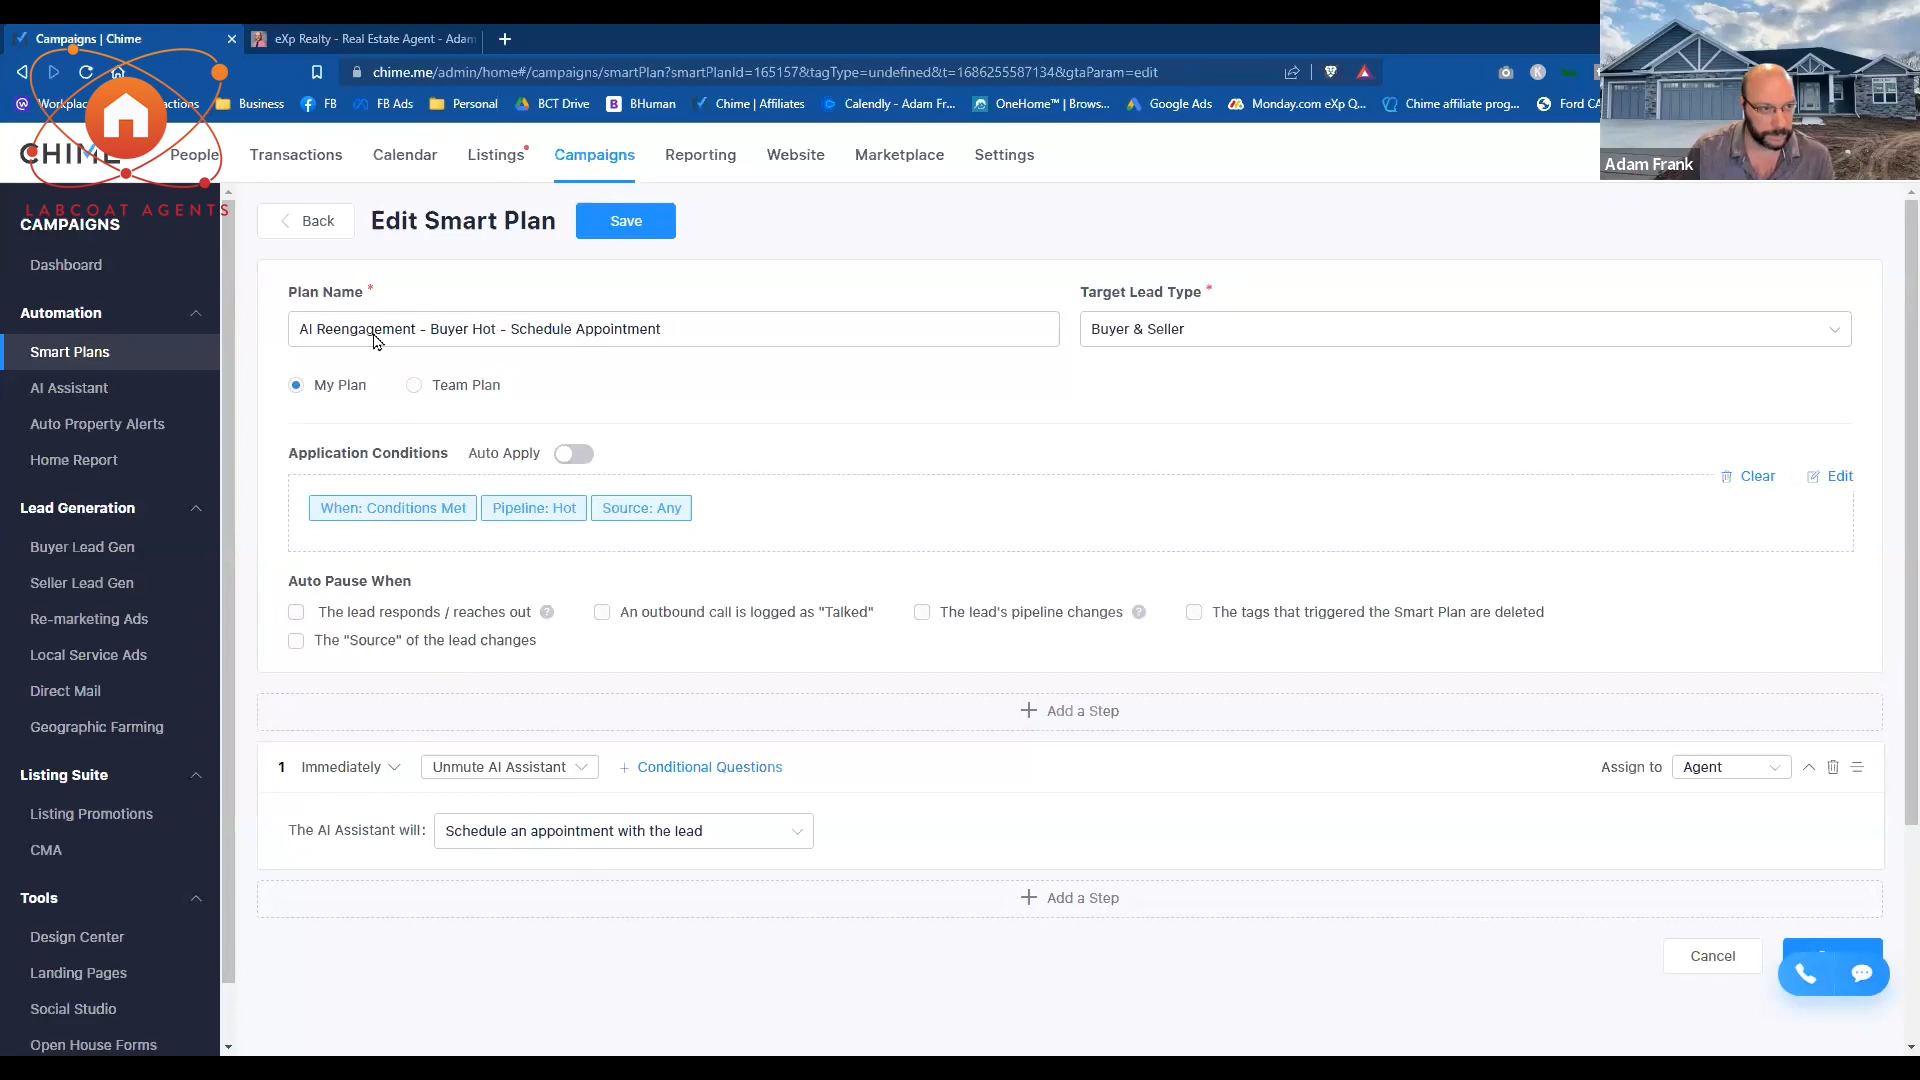 Campaigns | Chime
eXp Realty - Real Estate Agent - Adam
chime.me/admin/home#/campaigns/smartPlan?smartPlanId=165157&tagType=undefined&t=1686255587134&gtaParam=edit
Business
FB
FB Ads
Personal
BCT Drive
BHuman
Chime | Affiliates
Calendly - Adam Fr...
OneHome™ | Brows...
Google Ads
Monday.com eXp Q...
Chime affiliate prog...
Ford CA
Adam Frank
CHIME
People
Transactions
Calendar
Listings
Campaigns
Reporting
Website
Marketplace
Settings
LABCOAT AGENTS
CAMPAIGNS
Dashboard
Automation
Smart Plans
AI Assistant
Auto Property Alerts
Home Report
Lead Generation
Buyer Lead Gen
Seller Lead Gen
Re-marketing Ads
Local Service Ads
Direct Mail
Geographic Farming
Listing Suite
Listing Promotions
CMA
Tools
Design Center
Landing Pages
Social Studio
Open House Forms
Back
Edit Smart Plan
Save
Plan Name *
Target Lead Type *
AI Reengagement - Buyer Hot - Schedule Appointment
Buyer & Seller
My Plan
Team Plan
Application Conditions
Auto Apply
Clear
Edit
When: Conditions Met
Pipeline: Hot
Source: Any
Auto Pause When
The lead responds / reaches out
An outbound call is logged as "Talked"
The lead's pipeline changes
The tags that triggered the Smart Plan are deleted
The "Source" of the lead changes
Add a Step
1 Immediately
Unmute AI Assistant
+ Conditional Questions
Assign to
Agent
The AI Assistant will:
Schedule an appointment with the lead
Add a Step
Cancel